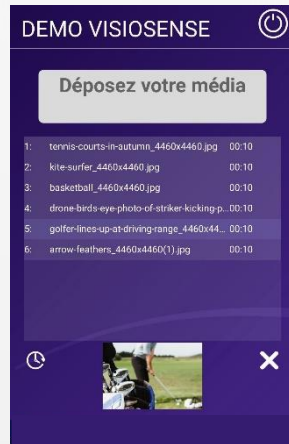 DEMO VISIOSENSE
Déposez votre média
1: tennis-courts-in-autumn_4460x4460.jpg 00:10
2: kite-surfer_4460x4460.jpg 00:10
3: basketball_4460x4460.jpg 00:10
4: drone-birds-eye-photo-of-striker-kicking-p... 00:10
5: golfer-lines-up-at-driving-range_4460x44... 00:10
6: arrow-feathers_4460x4460(1).jpg 00:10